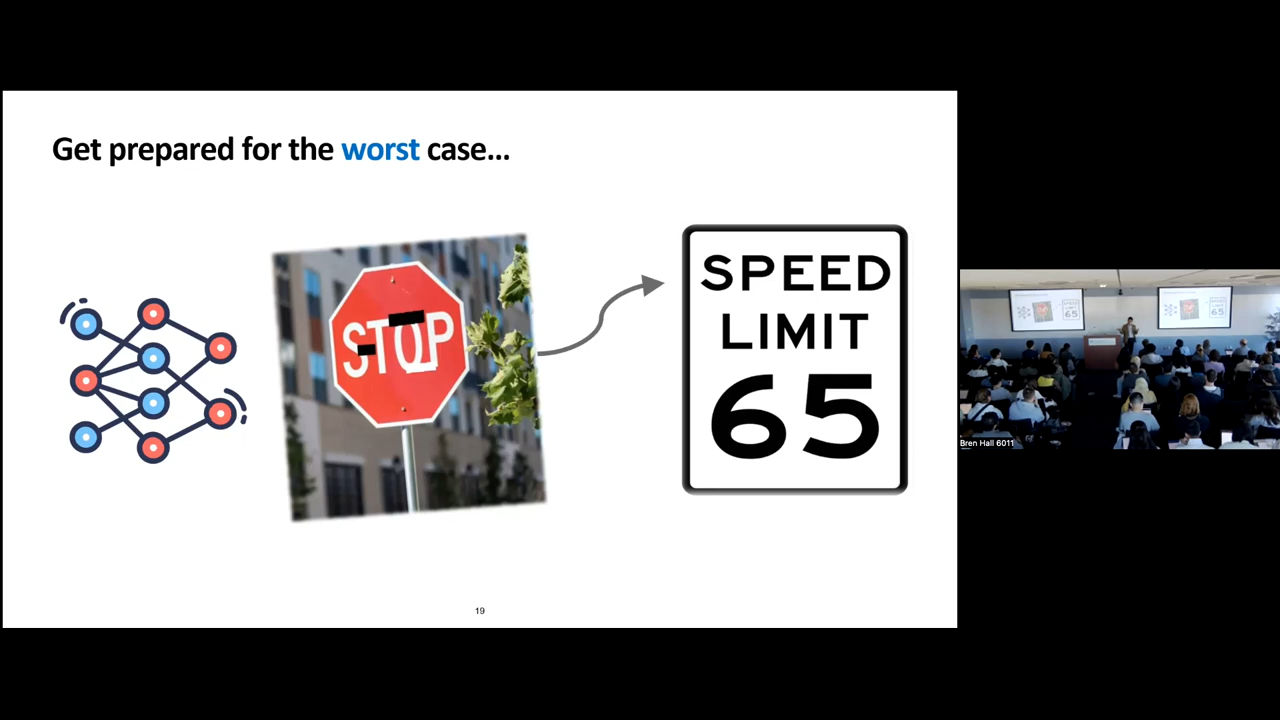 Get prepared for the worst case...
STOP
SPEED
LIMIT
65
19
Bren Hall 6011